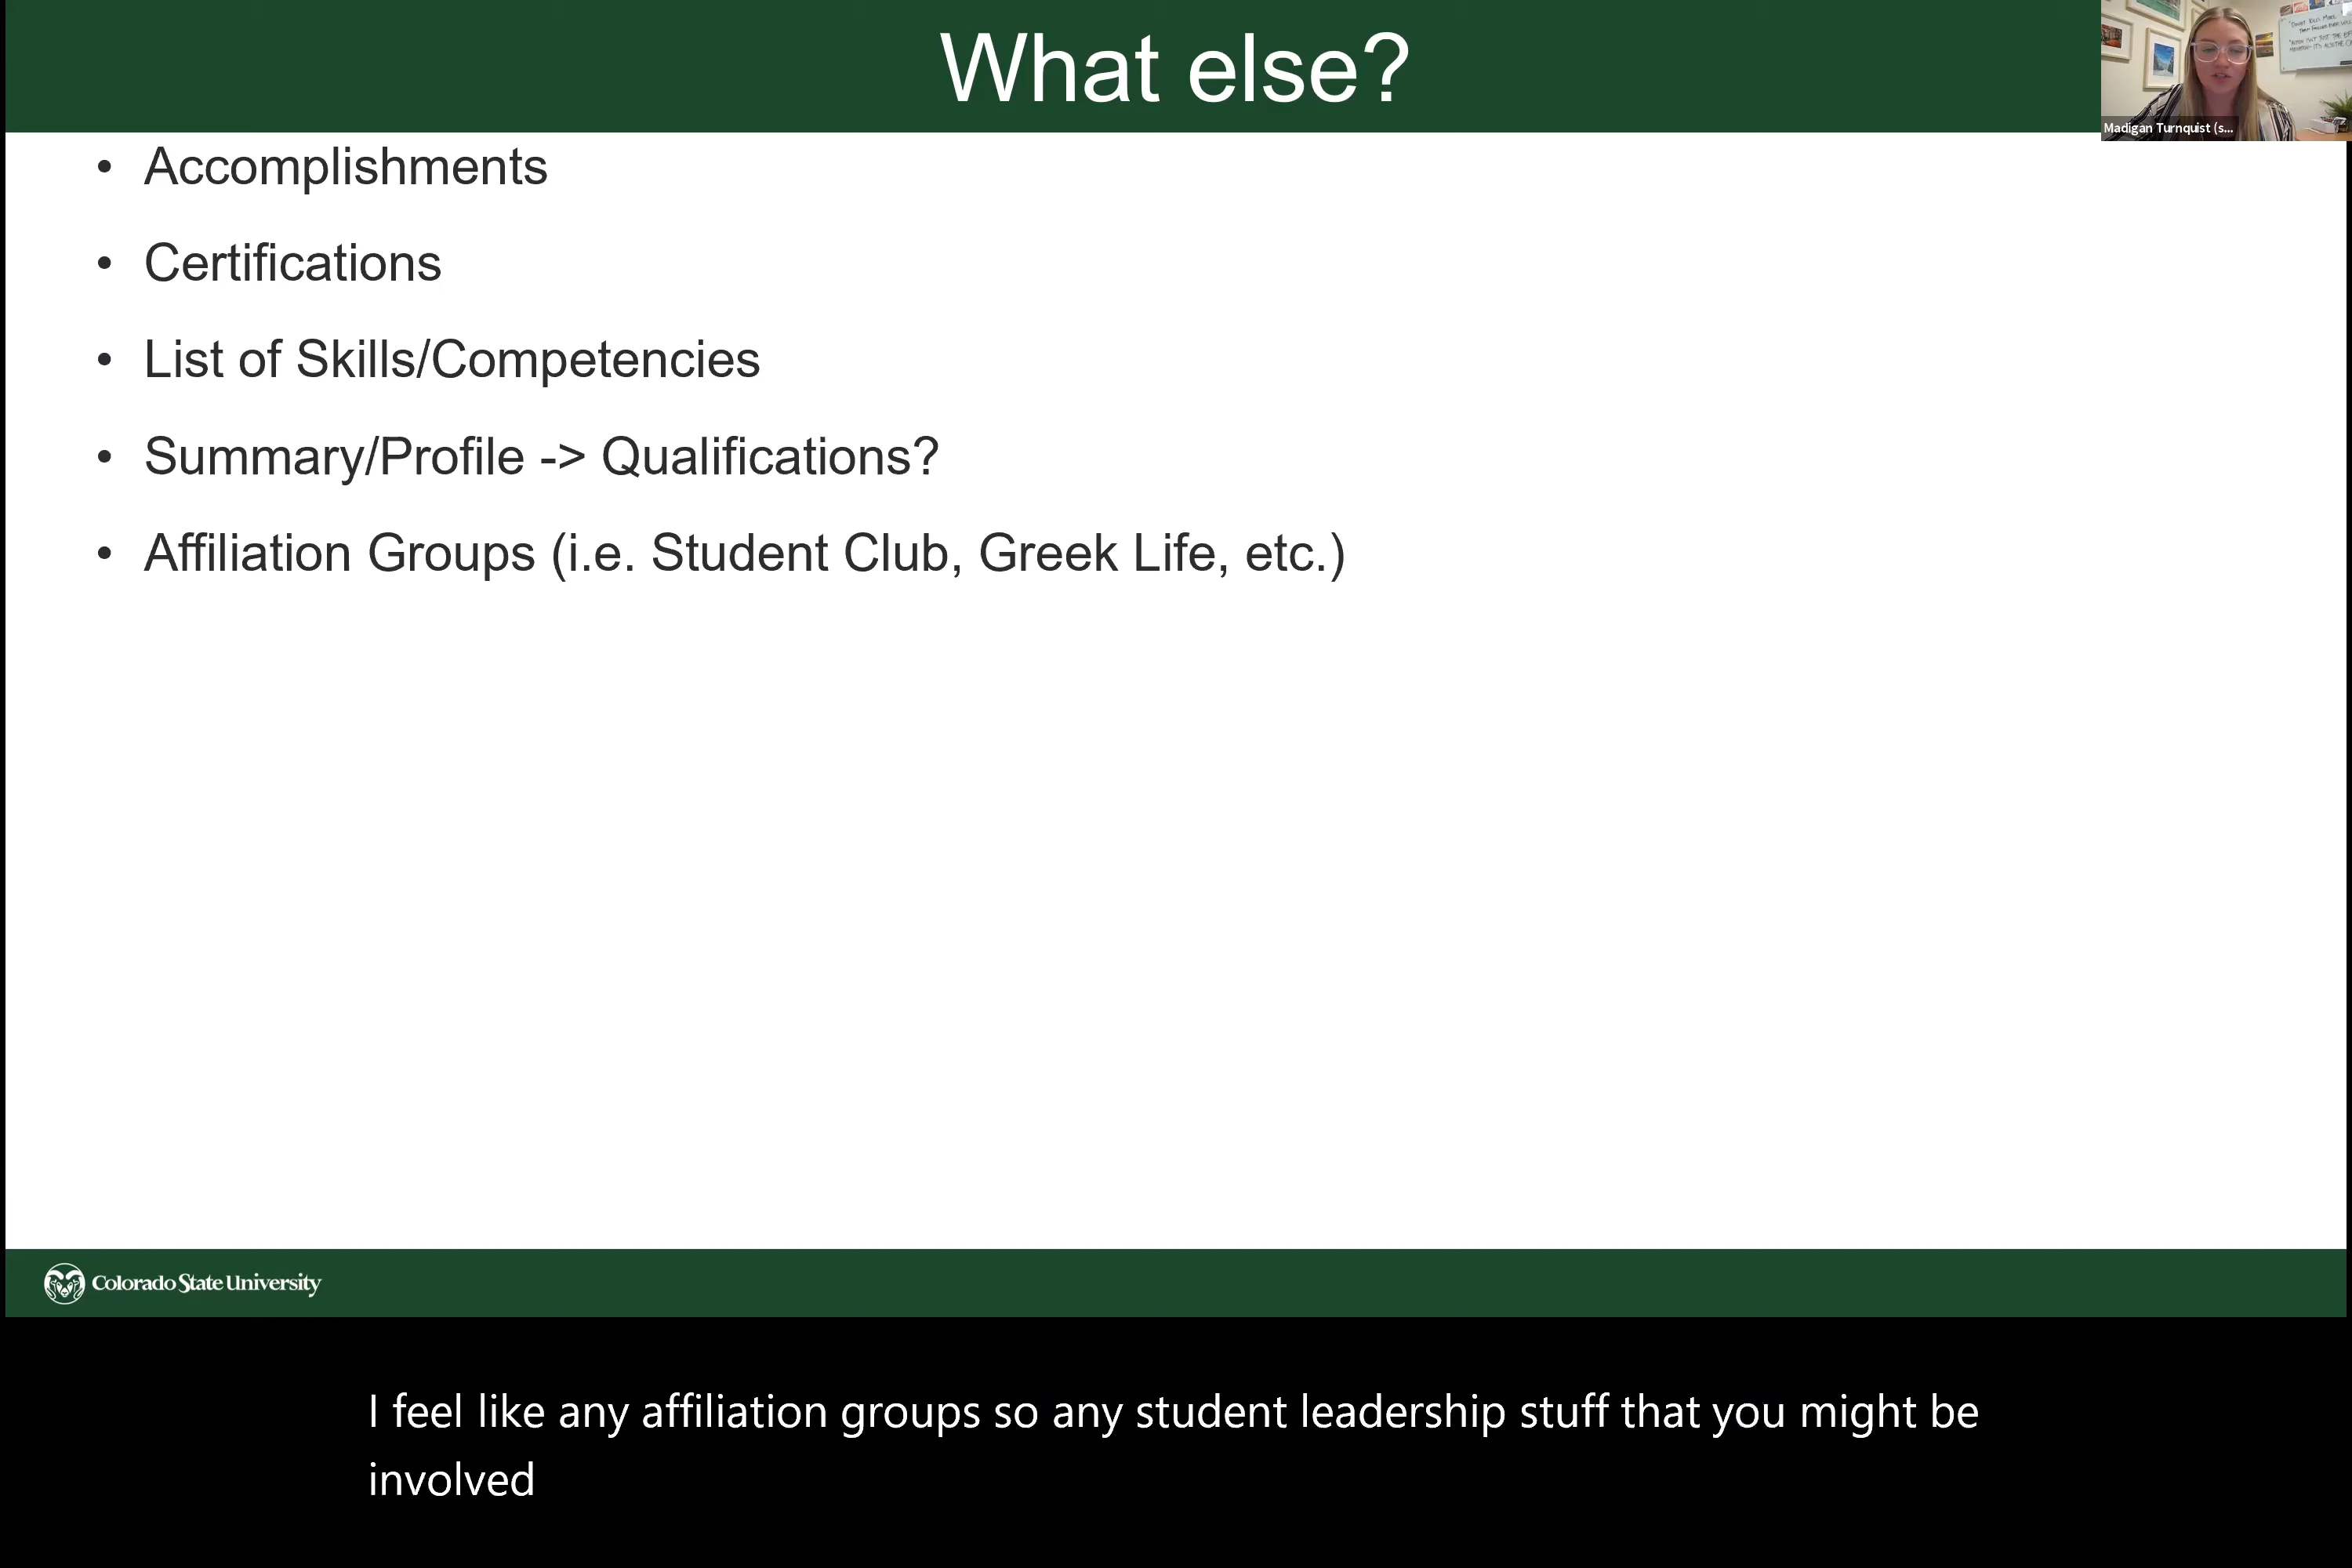 What else?
Madigan Turnquist (s...
• Accomplishments
• Certifications
• List of Skills/Competencies
• Summary/Profile -> Qualifications?
• Affiliation Groups (i.e. Student Club, Greek Life, etc.)
Colorado State University
I feel like any affiliation groups so any student leadership stuff that you might be
involved